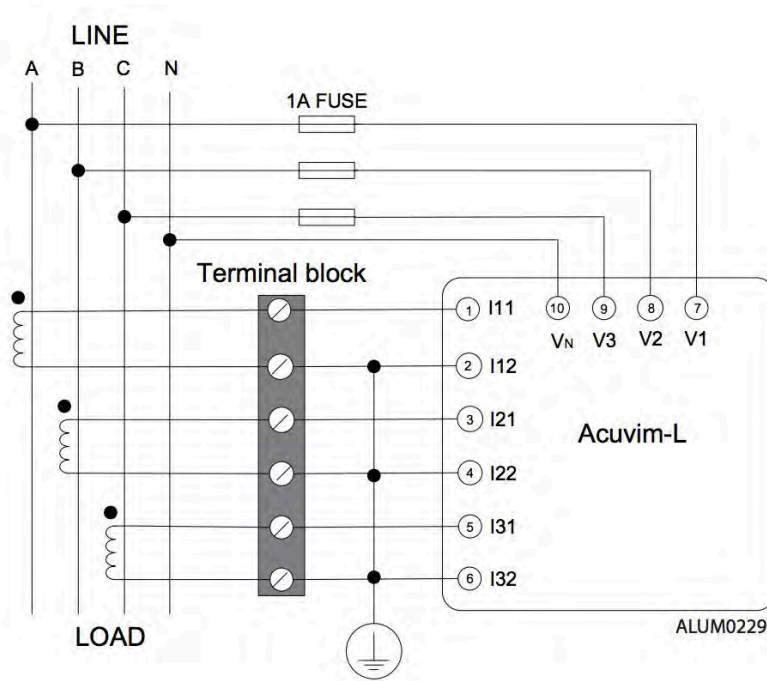 LINE
A B C N
1A FUSE
Terminal block
1 I11
10 9 8 7
VN V3 V2 V1
2 I12
3 I21
Acuvim-L
4 I22
5 I31
6 I32
LOAD
ALUM0229